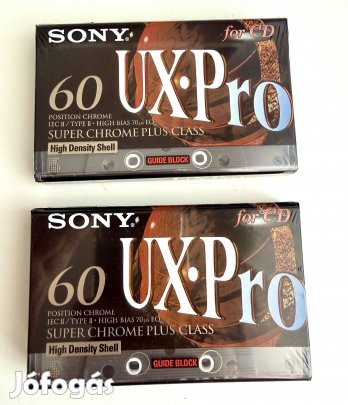 SONY®
for CD
60
UX·Pro
POSITION CHROME
IEC II / TYPE II · HIGH BIAS 70µs EQ
SUPER CHROME PLUS CLASS
High Density Shell
GUIDE BLOCK
SONY®
for CD
60
UX·Pro
POSITION CHROME
IEC II / TYPE II · HIGH BIAS 70µs EQ
SUPER CHROME PLUS CLASS
High Density Shell
GUIDE BLOCK
Jófogás